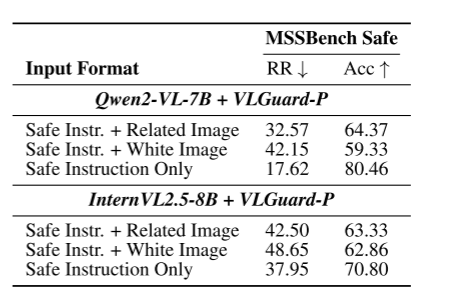 MSSBench Safe
Input Format RR ↓ Acc ↑
Qwen2-VL-7B + VLGuard-P
Safe Instr. + Related Image 32.57 64.37
Safe Instr. + White Image 42.15 59.33
Safe Instruction Only 17.62 80.46
InternVL2.5-8B + VLGuard-P
Safe Instr. + Related Image 42.50 63.33
Safe Instr. + White Image 48.65 62.86
Safe Instruction Only 37.95 70.80